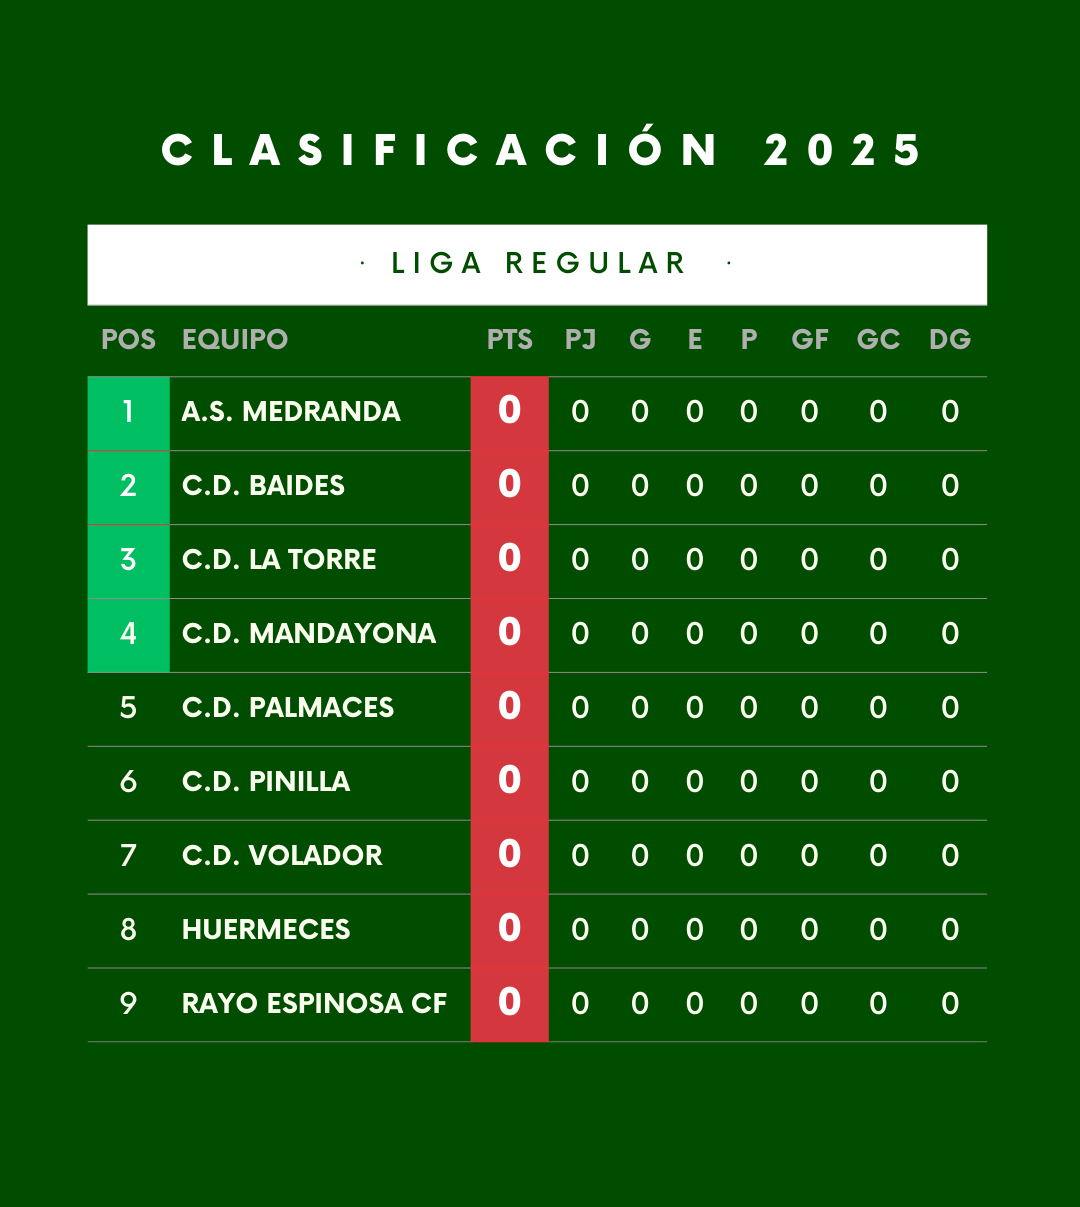 CLASIFICACIÓN 2025
· LIGA REGULAR ·
POS EQUIPO PTS PJ G E P GF GC DG
1 A.S. MEDRANDA 0 0 0 0 0 0 0 0
2 C.D. BAIDES 0 0 0 0 0 0 0 0
3 C.D. LA TORRE 0 0 0 0 0 0 0 0
4 C.D. MANDAYONA 0 0 0 0 0 0 0 0
5 C.D. PALMACES 0 0 0 0 0 0 0 0
6 C.D. PINILLA 0 0 0 0 0 0 0 0
7 C.D. VOLADOR 0 0 0 0 0 0 0 0
8 HUERMECES 0 0 0 0 0 0 0 0
9 RAYO ESPINOSA CF 0 0 0 0 0 0 0 0